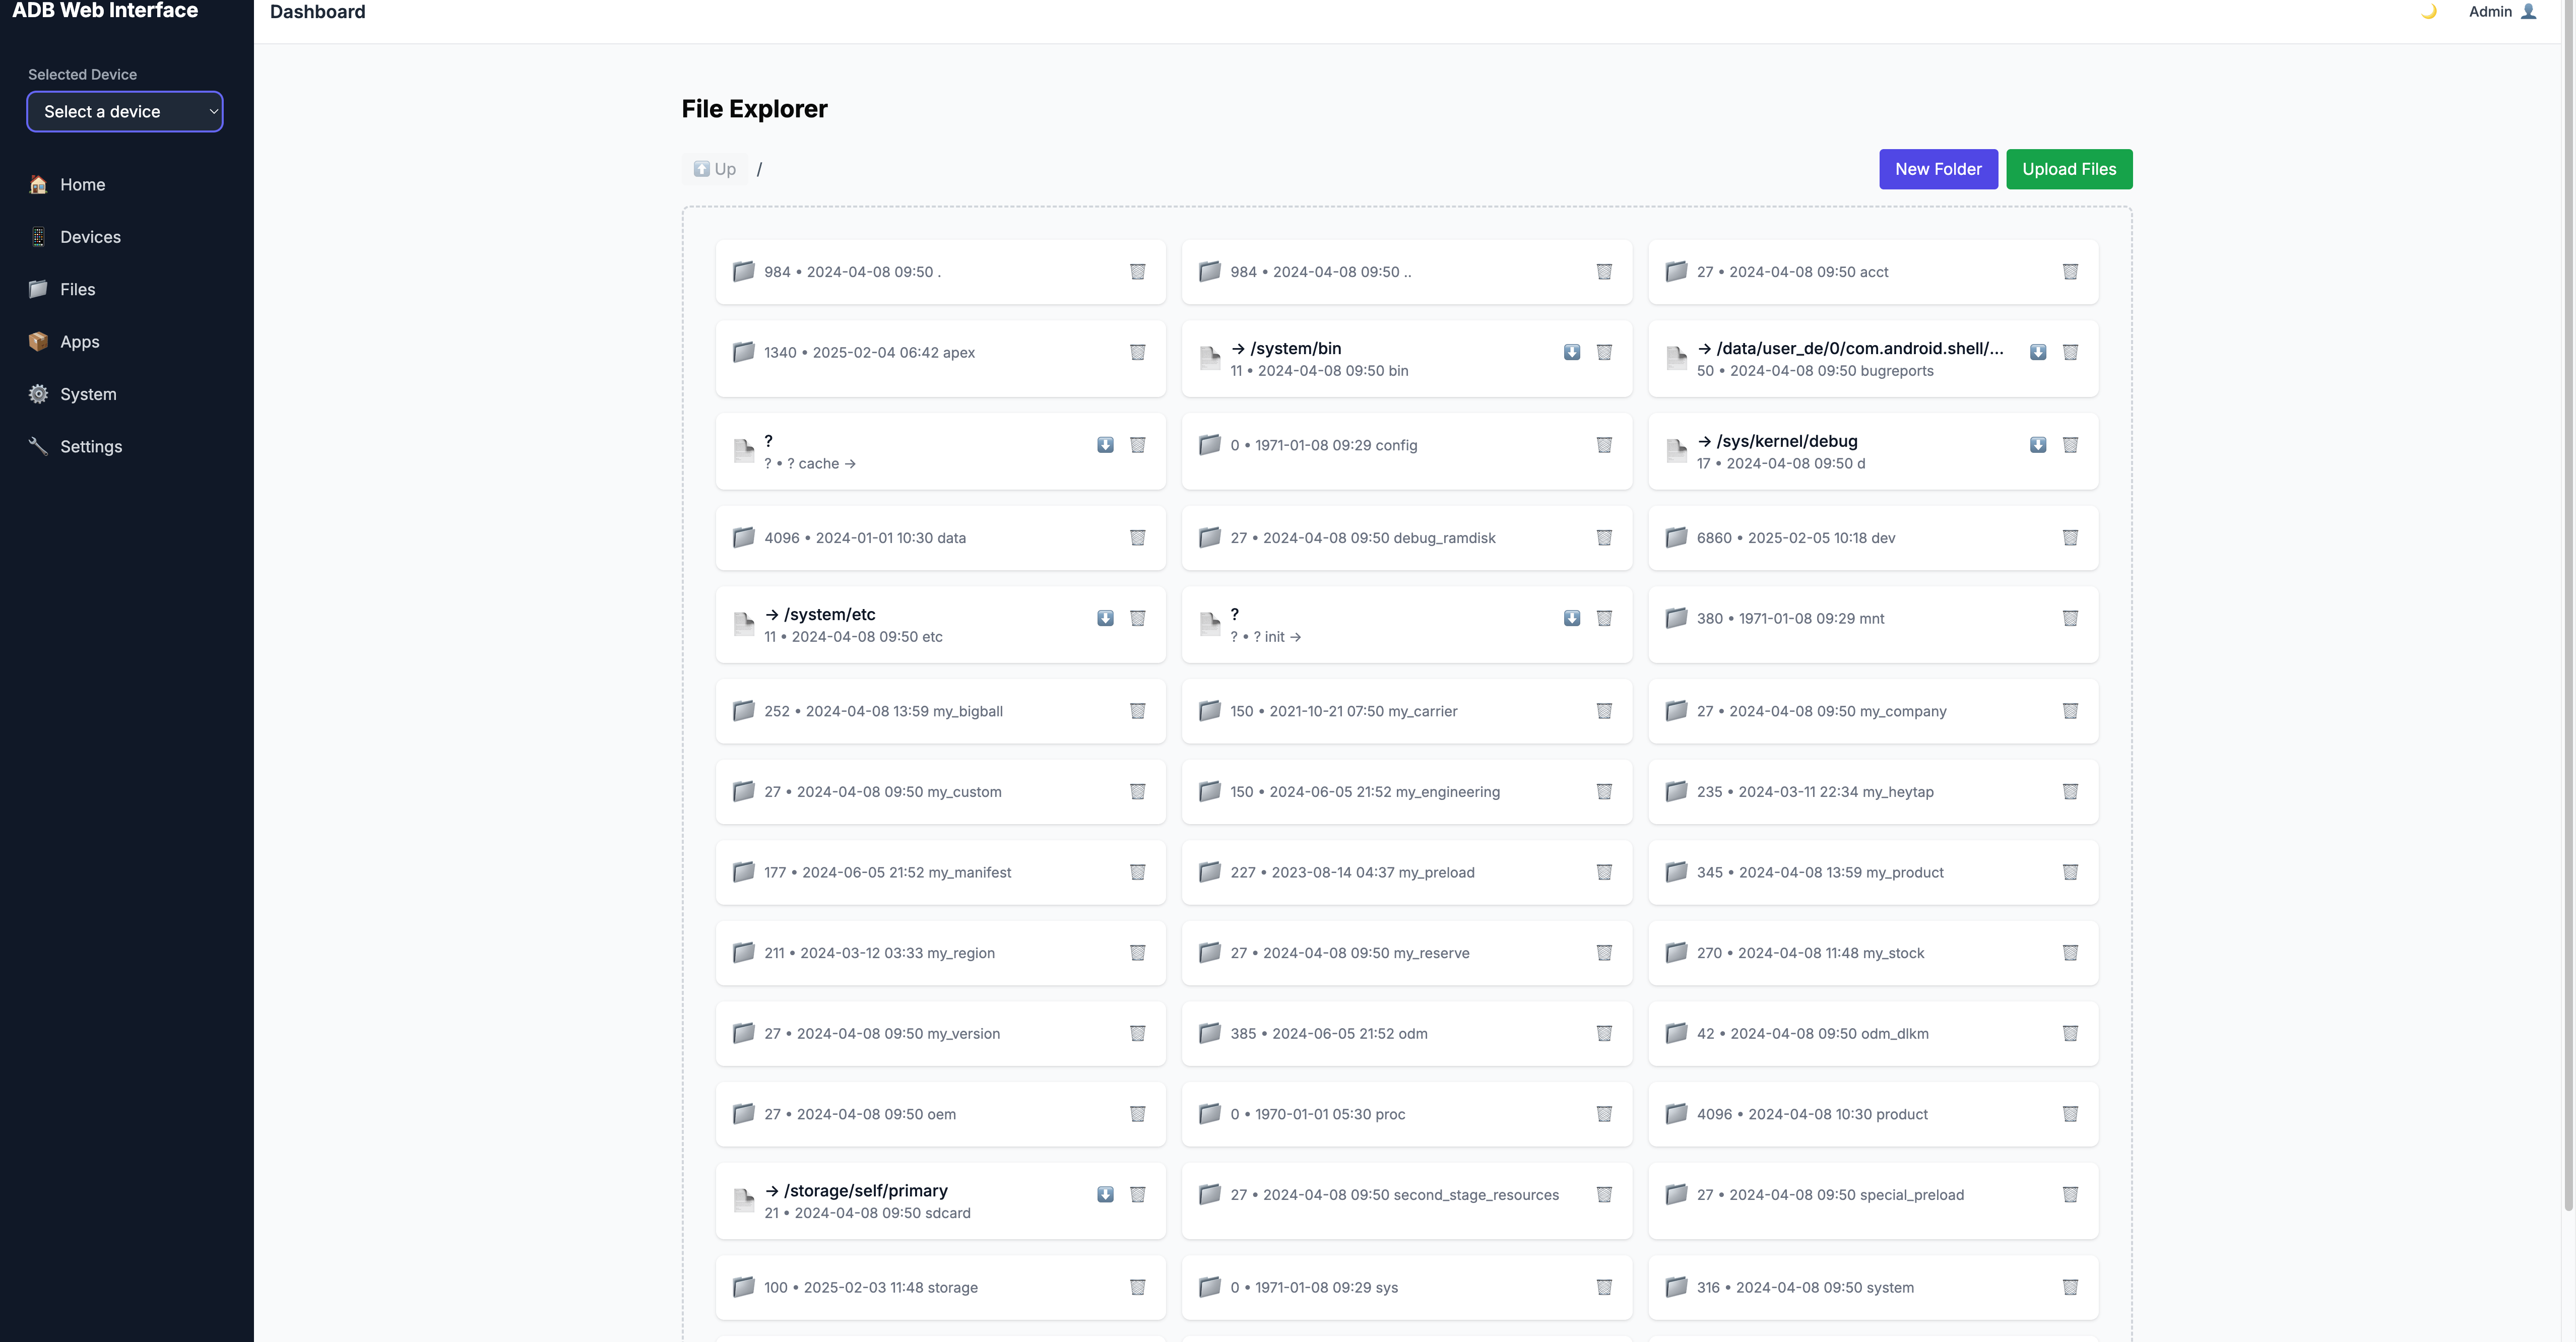 ADB Web Interface
Dashboard
Admin
Selected Device
Select a device
Home
Devices
Files
Apps
System
Settings
File Explorer
Up /
New Folder
Upload Files
984 • 2024-04-08 09:50 .
984 • 2024-04-08 09:50 ..
27 • 2024-04-08 09:50 acct
1340 • 2025-02-04 06:42 apex
→ /system/bin
11 • 2024-04-08 09:50 bin
→ /data/user_de/0/com.android.shell/...
50 • 2024-04-08 09:50 bugreports
?
? • ? cache →
0 • 1971-01-08 09:29 config
→ /sys/kernel/debug
17 • 2024-04-08 09:50 d
4096 • 2024-01-01 10:30 data
27 • 2024-04-08 09:50 debug_ramdisk
6860 • 2025-02-05 10:18 dev
→ /system/etc
11 • 2024-04-08 09:50 etc
?
? • ? init →
380 • 1971-01-08 09:29 mnt
252 • 2024-04-08 13:59 my_bigball
150 • 2021-10-21 07:50 my_carrier
27 • 2024-04-08 09:50 my_company
27 • 2024-04-08 09:50 my_custom
150 • 2024-06-05 21:52 my_engineering
235 • 2024-03-11 22:34 my_heytap
177 • 2024-06-05 21:52 my_manifest
227 • 2023-08-14 04:37 my_preload
345 • 2024-04-08 13:59 my_product
211 • 2024-03-12 03:33 my_region
27 • 2024-04-08 09:50 my_reserve
270 • 2024-04-08 11:48 my_stock
27 • 2024-04-08 09:50 my_version
385 • 2024-06-05 21:52 odm
42 • 2024-04-08 09:50 odm_dlkm
27 • 2024-04-08 09:50 oem
0 • 1970-01-01 05:30 proc
4096 • 2024-04-08 10:30 product
→ /storage/self/primary
21 • 2024-04-08 09:50 sdcard
27 • 2024-04-08 09:50 second_stage_resources
27 • 2024-04-08 09:50 special_preload
100 • 2025-02-03 11:48 storage
0 • 1971-01-08 09:29 sys
316 • 2024-04-08 09:50 system